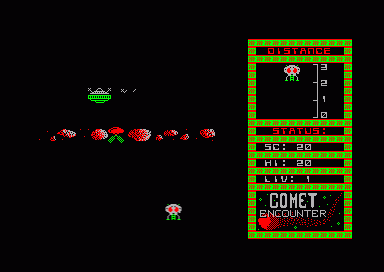 DISTANCE
3
2
1
0
STATUS:
SC: 20
HI: 20
LIV: 1
COMET
ENCOUNTER